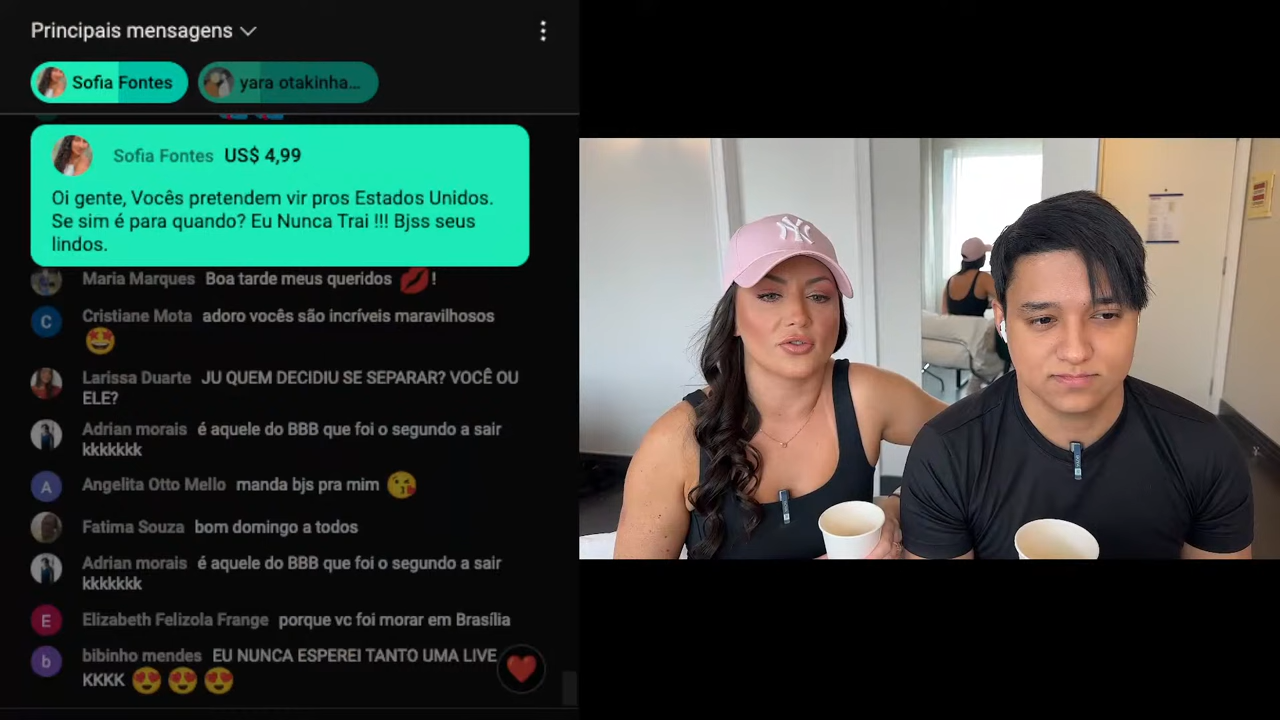 Principais mensagens
Sofia Fontes
yara otakinha...
Sofia Fontes US$ 4,99
Oi gente, Vocês pretendem vir pros Estados Unidos.
Se sim é para quando? Eu Nunca Trai !!! Bjss seus
lindos.
Maria Marques Boa tarde meus queridos 💋 !
C
Cristiane Mota adoro vocês são incríveis maravilhosos
🤩
Larissa Duarte JU QUEM DECIDIU SE SEPARAR? VOCÊ OU
ELE?
Adrian morais é aquele do BBB que foi o segundo a sair
kkkkkkk
A
Angelita Otto Mello manda bjs pra mim 😘
Fatima Souza bom domingo a todos
Adrian morais é aquele do BBB que foi o segundo a sair
kkkkkkk
E
Elizabeth Felizola Frange porque vc foi morar em Brasília
b
bibinho mendes EU NUNCA ESPEREI TANTO UMA LIVE
KKKK 😍 😍 😍
NY